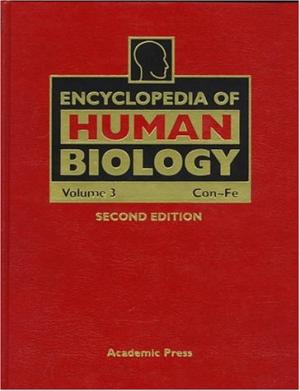 ENCYCLOPEDIA OF
HUMAN
BIOLOGY
Volume 3 Con~Fe
SECOND EDITION
Academic Press